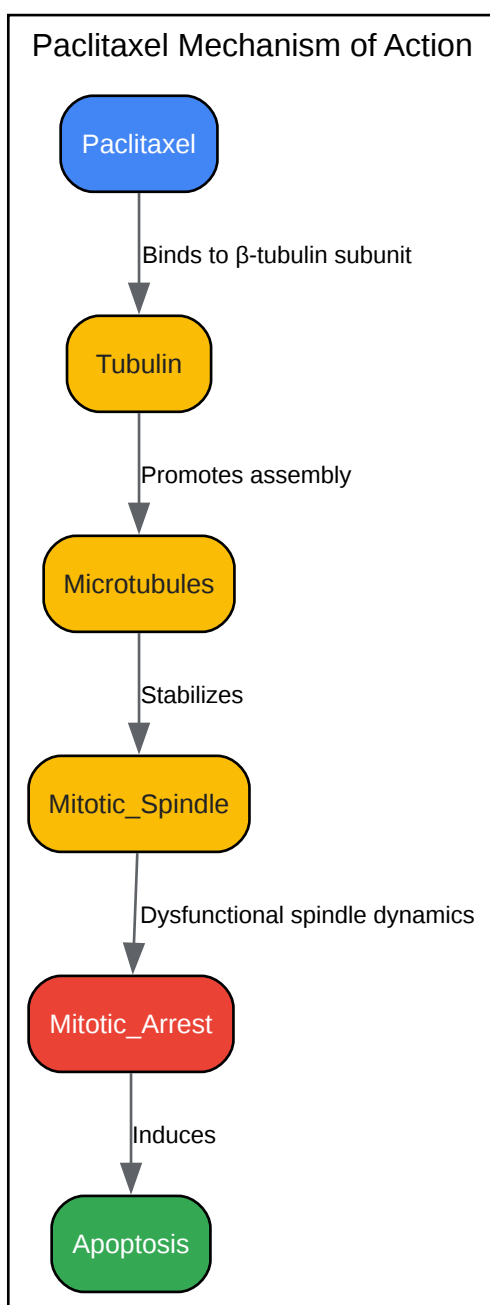 Paclitaxel Mechanism of Action
Paclitaxel
Binds to β-tubulin subunit
Tubulin
Promotes assembly
Microtubules
Stabilizes
Mitotic_Spindle
Dysfunctional spindle dynamics
Mitotic_Arrest
Induces
Apoptosis